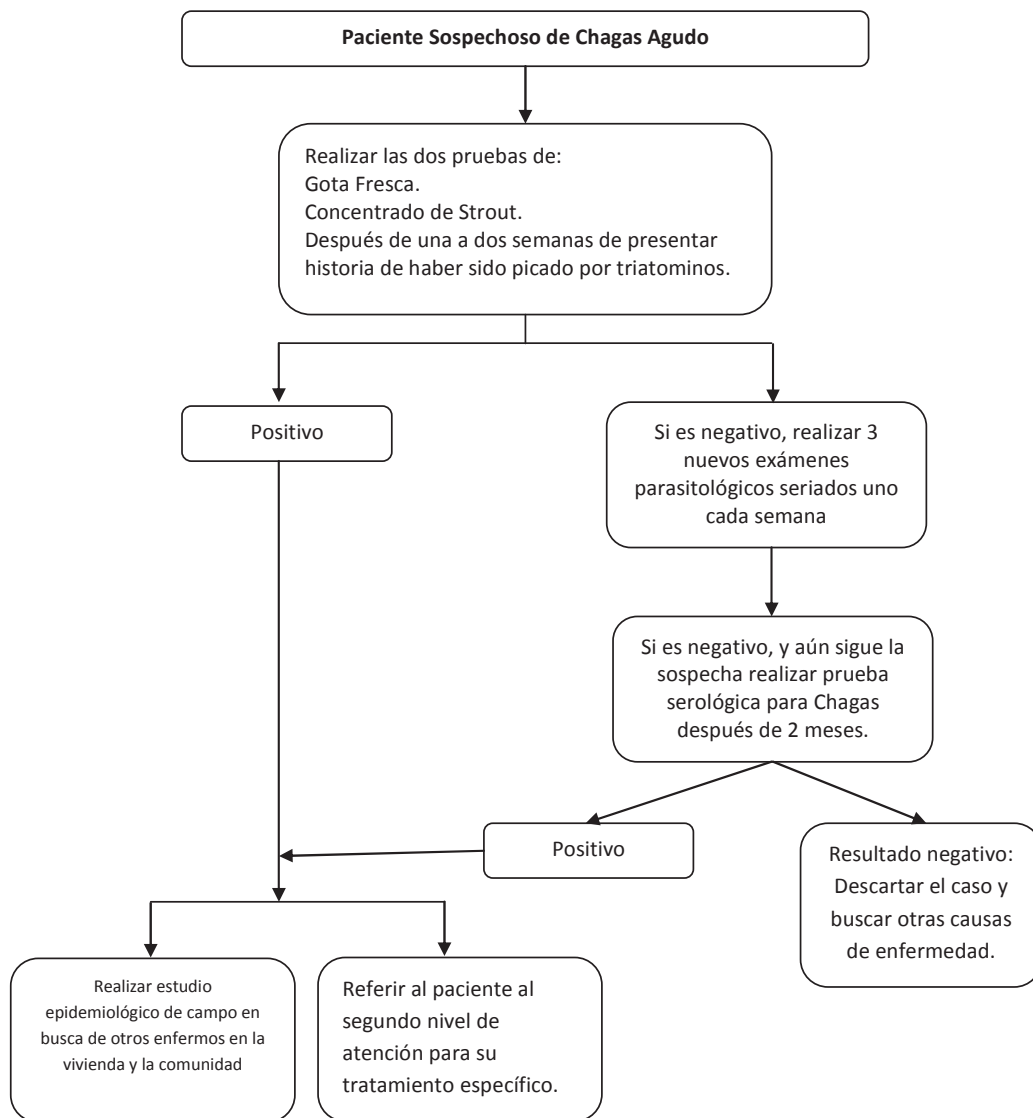 Paciente Sospechoso de Chagas Agudo
Realizar las dos pruebas de:
Gota Fresca.
Concentrado de Strout.
Después de una a dos semanas de presentar
historia de haber sido picado por triatominos.
Positivo
Si es negativo, realizar 3
nuevos exámenes
parasitológicos seriados uno
cada semana
Si es negativo, y aún sigue la
sospecha realizar prueba
serológica para Chagas
después de 2 meses.
Positivo
Resultado negativo:
Descartar el caso y
buscar otras causas
de enfermedad.
Realizar estudio
epidemiológico de campo en
busca de otros enfermos en la
vivienda y la comunidad
Referir al paciente al
segundo nivel de
atención para su
tratamiento específico.